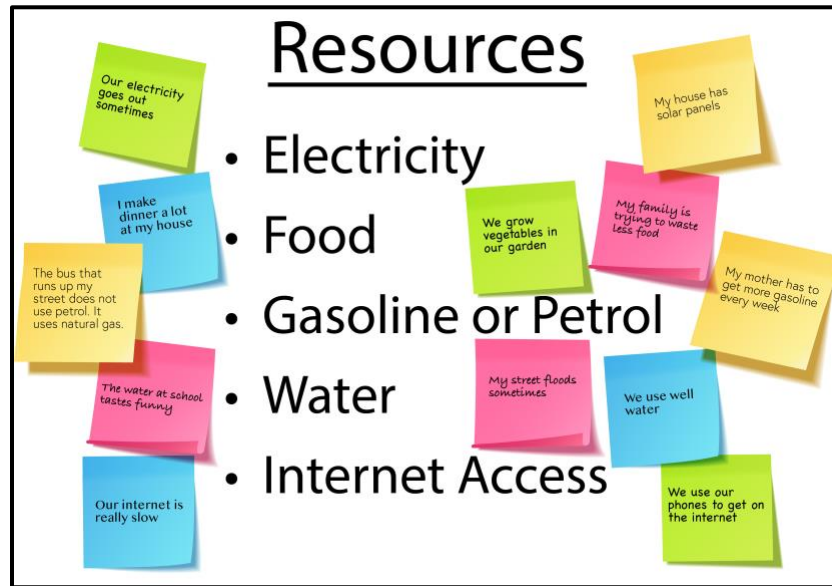 Resources
Our electricity
goes out
sometimes
My house has
solar panels
• Electricity
I make
dinner a lot
at my house
• Food
We grow
vegetables in
our garden
My family is
trying to waste
less food
The bus that
runs up my
street does not
use petrol. It
uses natural gas.
• Gasoline or Petrol
My mother has to
get more gasoline
every week
The water at school
tastes funny
• Water
My street floods
sometimes
We use well
water
Our internet is
really slow
• Internet Access
We use our
phones to get on
the internet